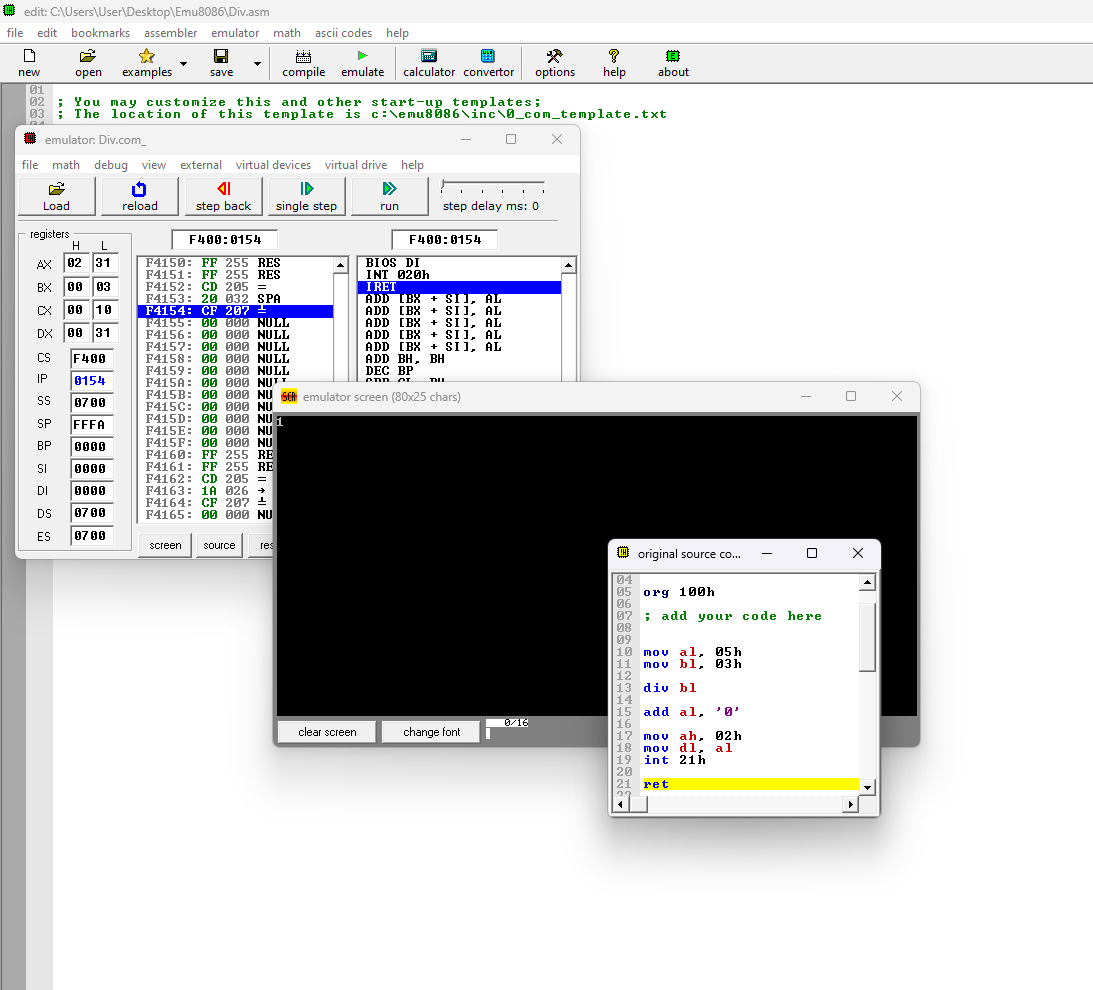 edit: C:\Users\User\Desktop\Emu8086\Div.asm
file edit bookmarks assembler emulator math ascii codes help
new open examples save compile emulate calculator convertor options help about
01
02 ; You may customize this and other start-up templates;
03 ; The location of this template is c:\emu8086\inc\0_com_template.txt
emulator: Div.com_
file math debug view external virtual devices virtual drive help
Load reload step back single step run step delay ms: 0
registers
H L
AX 02 31
BX 00 03
CX 00 10
DX 00 31
CS F400
IP 0154
SS 0700
SP FFFA
BP 0000
SI 0000
DI 0000
DS 0700
ES 0700
F400:0154 F400:0154
F4150: FF 255 RES
F4151: FF 255 RES
F4152: CD 205 =
F4153: 20 032 SPA
F4154: CF 207 ╧
F4155: 00 000 NULL
F4156: 00 000 NULL
F4157: 00 000 NULL
F4158: 00 000 NULL
F4159: 00 000 NULL
F415A: 00 000 NULL
F415B: 00 000
F415C: 00 000
F415D: 00 000
F415E: 00 000
F415F: 00 000
F4160: FF 255 RE
F4161: FF 255 RE
F4162: CD 205 =
F4163: 1A 026 →
F4164: CF 207 ╧
F4165: 00 000 NU
BIOS DI
INT 020h
IRET
ADD [BX + SI], AL
ADD [BX + SI], AL
ADD [BX + SI], AL
ADD [BX + SI], AL
ADD [BX + SI], AL
ADD BH, BH
DEC BP
screen source res
SCR emulator screen (80x25 chars)
1
clear screen change font 0/16
original source co...
04
05 org 100h
06
07 ; add your code here
08
09
10 mov al, 05h
11 mov bl, 03h
12
13 div bl
14
15 add al, '0'
16
17 mov ah, 02h
18 mov dl, al
19 int 21h
20
21 ret
22